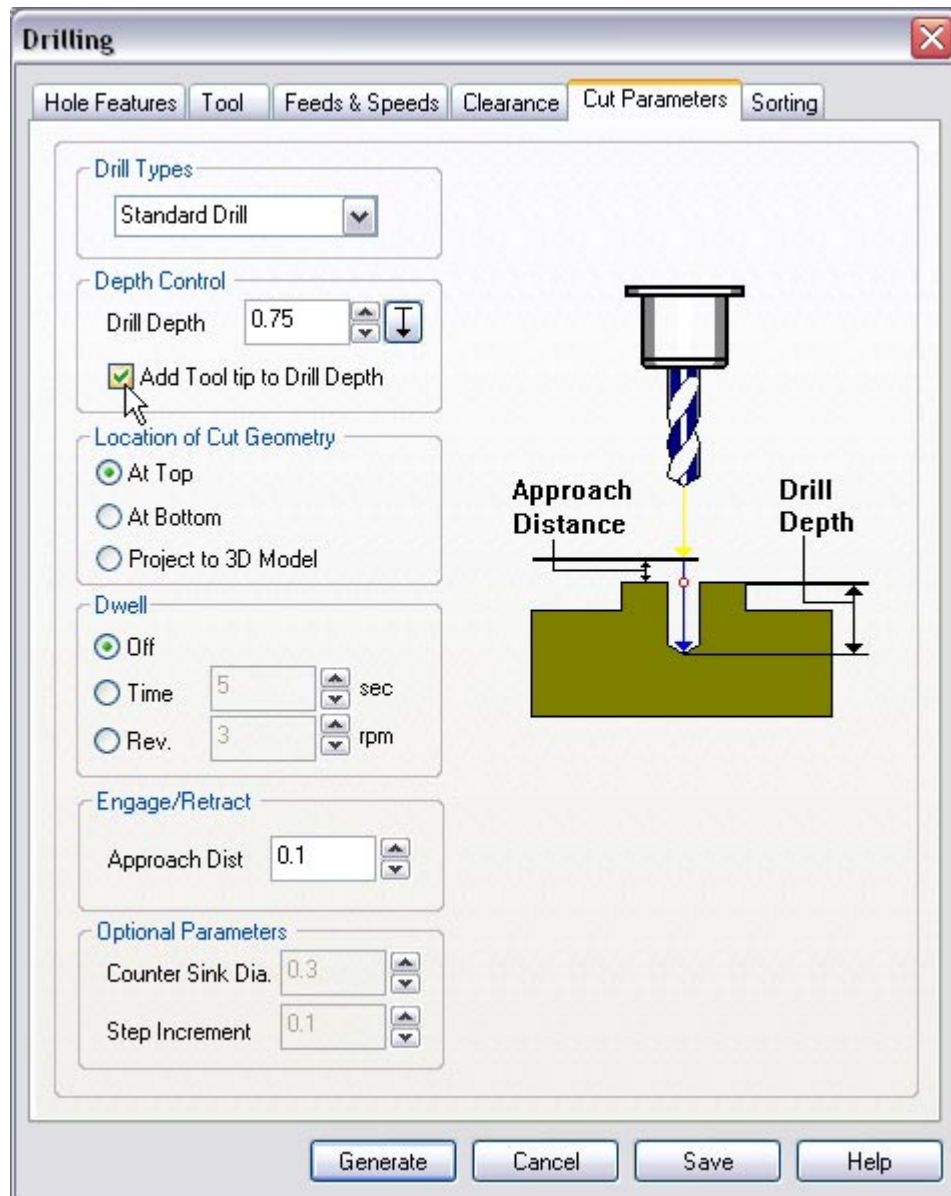 Drilling
Hole Features Tool Feeds & Speeds Clearance Cut Parameters Sorting
Drill Types
Standard Drill
Depth Control
Drill Depth 0.75
Add Tool tip to Drill Depth
Location of Cut Geometry
At Top
At Bottom
Project to 3D Model
Dwell
Off
Time 5 sec
Rev. 3 rpm
Engage/Retract
Approach Dist 0.1
Optional Parameters
Counter Sink Dia. 0.3
Step Increment 0.1
Approach
Distance
Drill
Depth
Generate Cancel Save Help